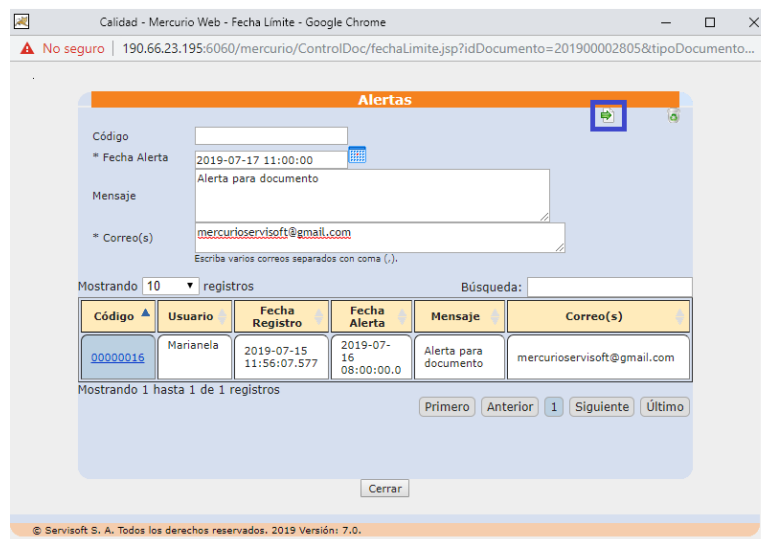 Calidad - Mercurio Web - Fecha Límite - Google Chrome
No seguro | 190.66.23.195:6060/mercurio/ControlDoc/fechaLimite.jsp?idDocumento=201900002805&tipoDocumento...
Alertas
Código
* Fecha Alerta 2019-07-17 11:00:00
Mensaje Alerta para documento
* Correo(s) mercurioservisoft@gmail.com
Escriba varios correos separados con coma (,).
Mostrando 10 registros Búsqueda:
Código Usuario Fecha Registro Fecha Alerta Mensaje Correo(s)
00000016 Marianela 2019-07-15 11:56:07.577 2019-07-16 08:00:00.0 Alerta para documento mercurioservisoft@gmail.com
Mostrando 1 hasta 1 de 1 registros
Primero Anterior 1 Siguiente Último
Cerrar
© Servisoft S. A. Todos los derechos reservados. 2019 Versión: 7.0.